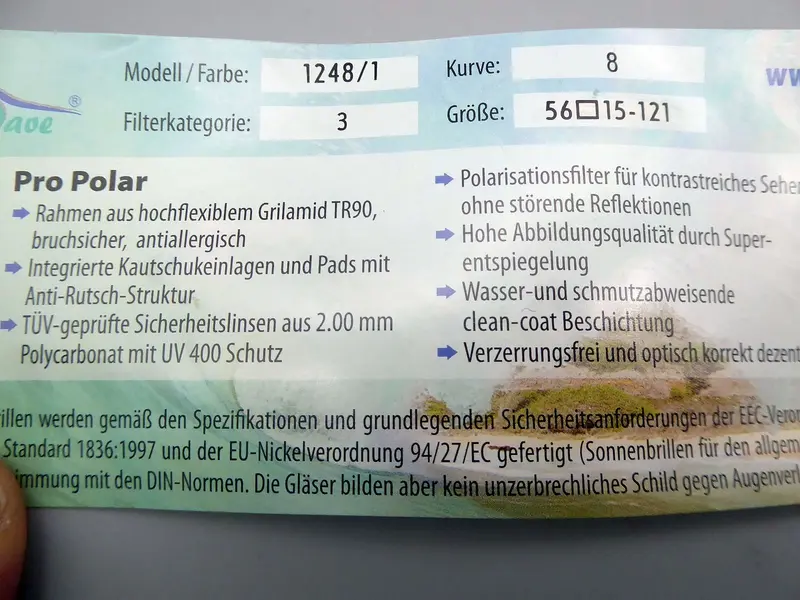 Modell / Farbe: 1248/1
Kurve: 8
Filterkategorie: 3
Größe: 56□15-121
®
Pro Polar
Rahmen aus hochflexiblem Grilamid TR90,
bruchsicher, antiallergisch
Integrierte Kautschukeinlagen und Pads mit
Anti-Rutsch-Struktur
TÜV-geprüfte Sicherheitslinsen aus 2.00 mm
Polycarbonat mit UV 400 Schutz
Polarisationsfilter für kontrastreiches Sehe
ohne störende Reflektionen
Hohe Abbildungsqualität durch Super-
entspiegelung
Wasser-und schmutzabweisende
clean-coat Beschichtung
Verzerrungsfrei und optisch korrekt dezent
rillen werden gemäß den Spezifikationen und grundlegenden Sicherheitsanforderungen der EEC-Veror
Standard 1836:1997 und der EU-Nickelverordnung 94/27/EC gefertigt (Sonnenbrillen für den allgem
immung mit den DIN-Normen. Die Gläser bilden aber kein unzerbrechliches Schild gegen Augenverl